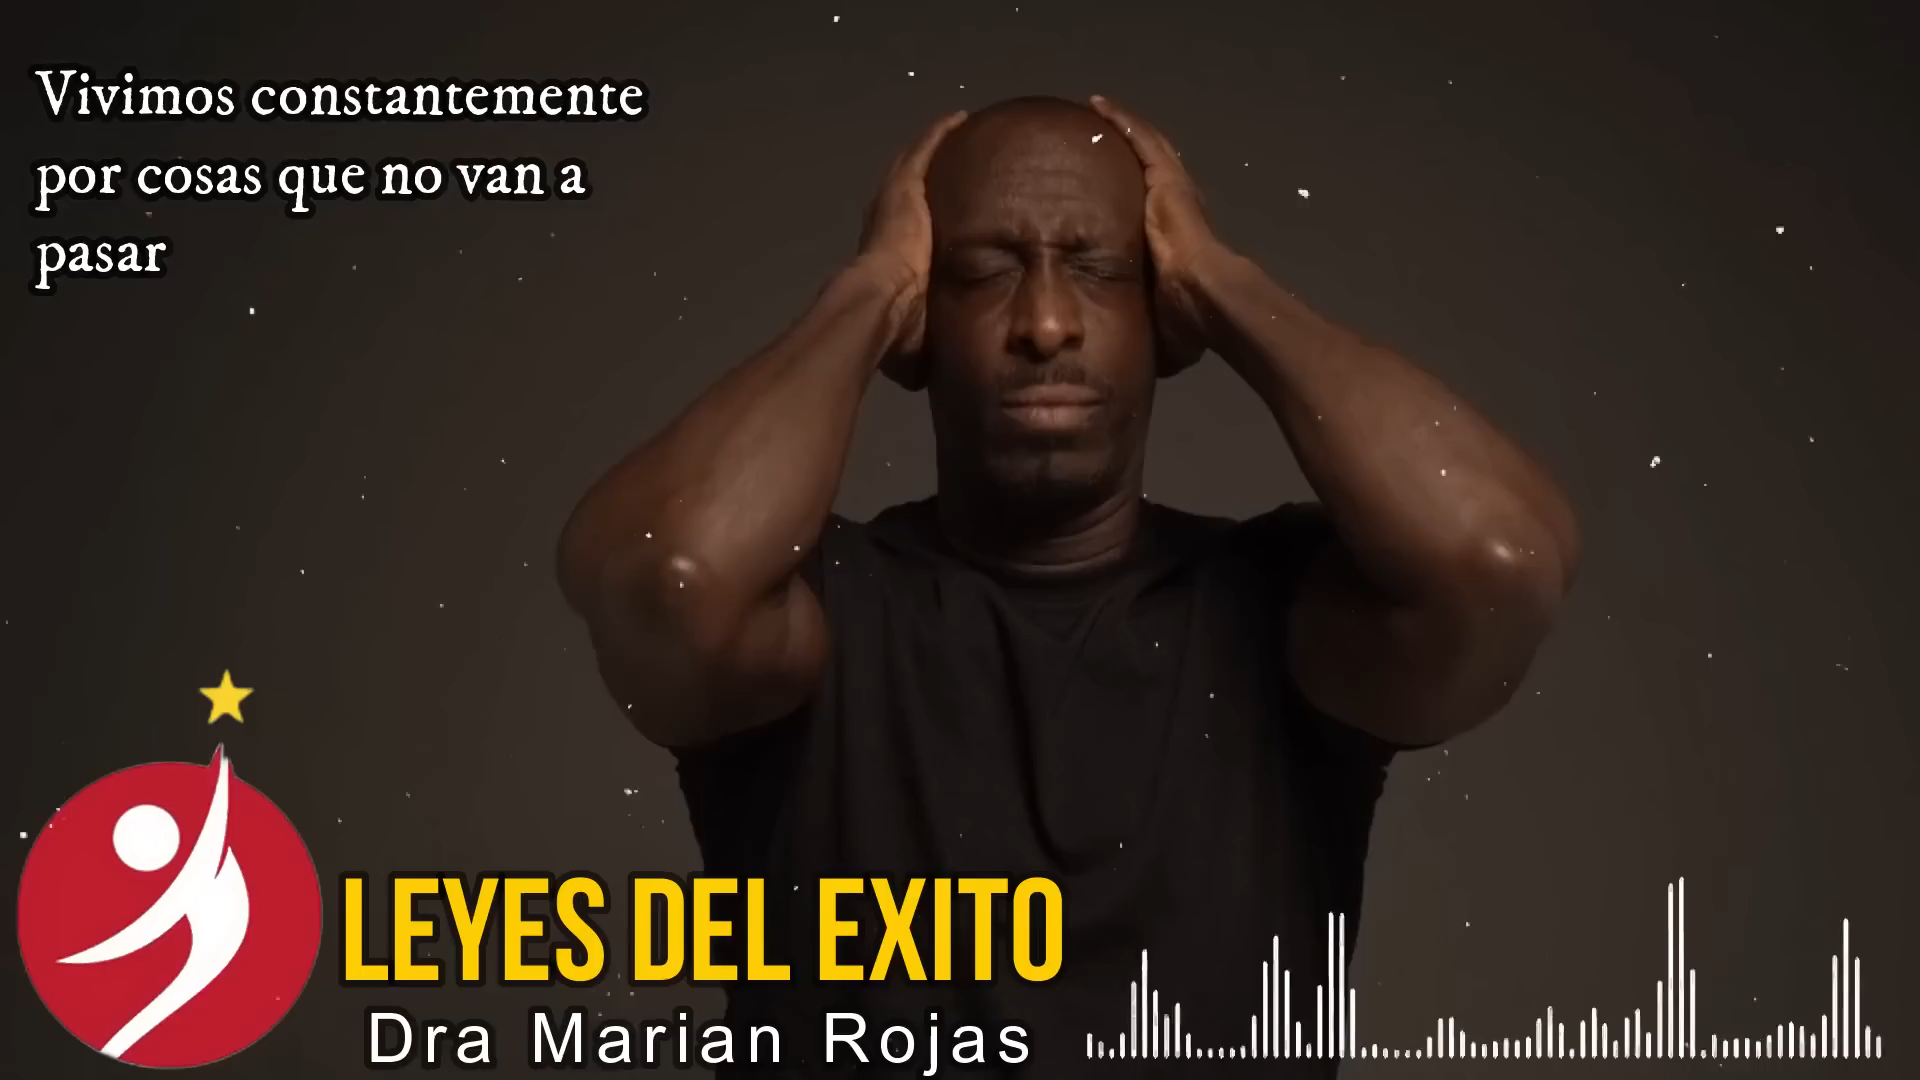 Vivimos constantemente
por cosas que no van a
pasar
LEYES DEL EXITO
Dra Marian Rojas